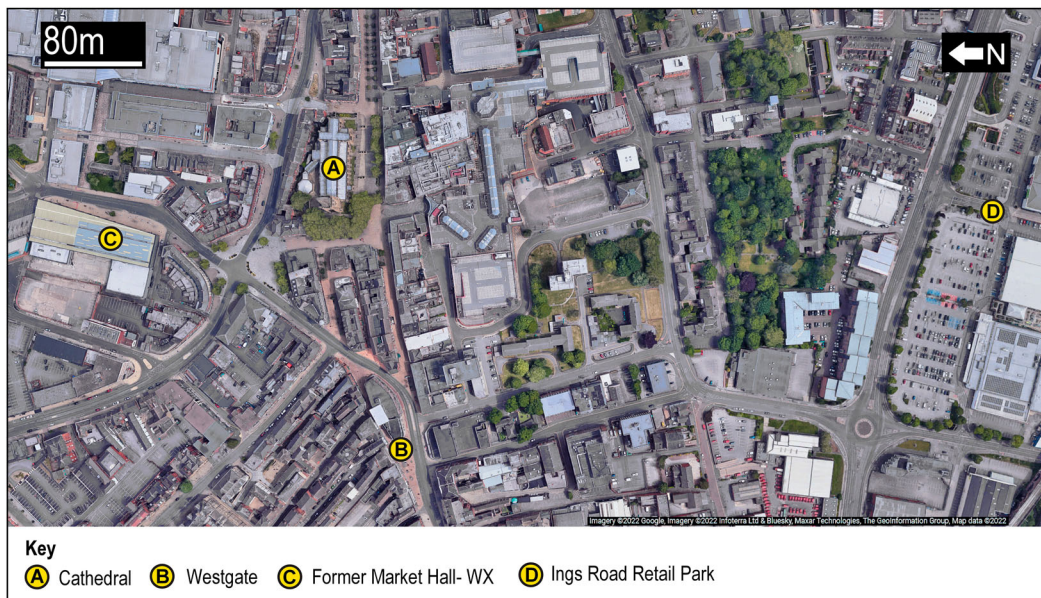 80m
N
A
C
D
B
Imagery ©2022 Google, Imagery ©2022 Infoterra Ltd & Bluesky, Maxar Technologies, The GeoInformation Group, Map data ©2022
Key
A Cathedral B Westgate C Former Market Hall- WX D Ings Road Retail Park